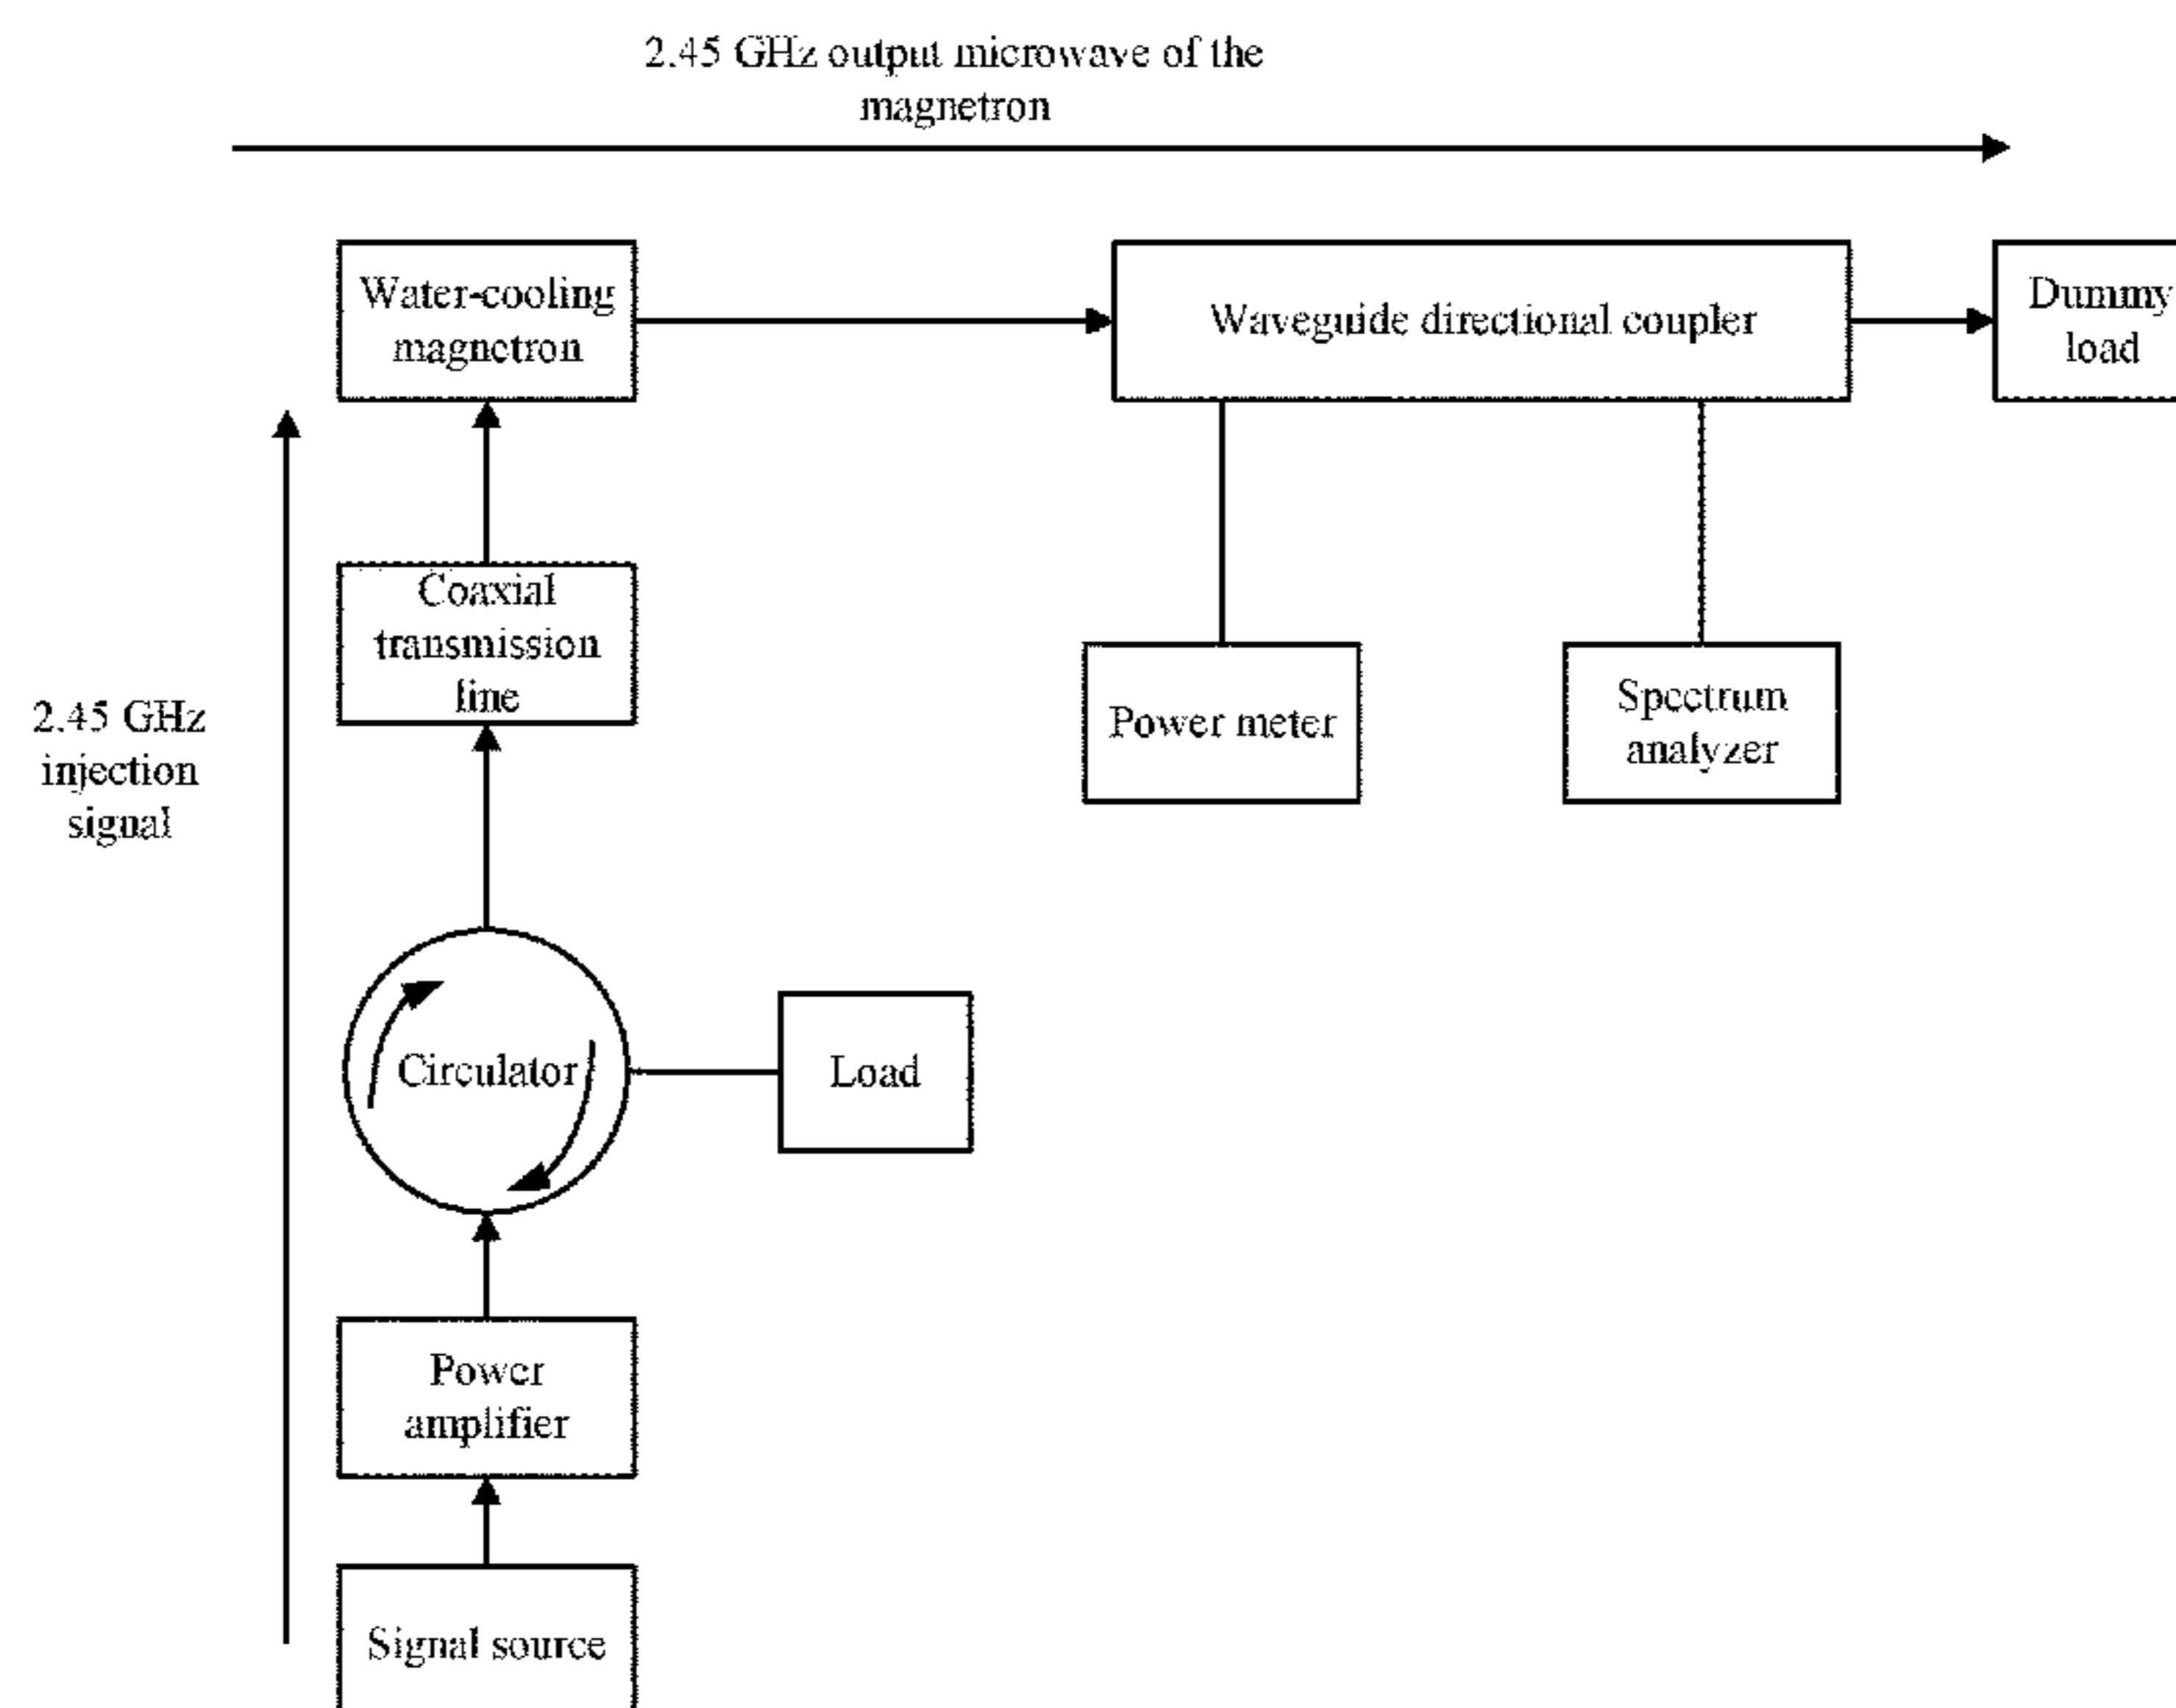 2.45 GHz output microwave of the
magnetron
Water-cooling
magnetron
Waveguide directional coupler
Dummy
load
Coaxial
transmission
line
2.45 GHz
injection
signal
Power meter
Spectrum
analyzer
Circulator
Load
Power
amplifier
Signal source